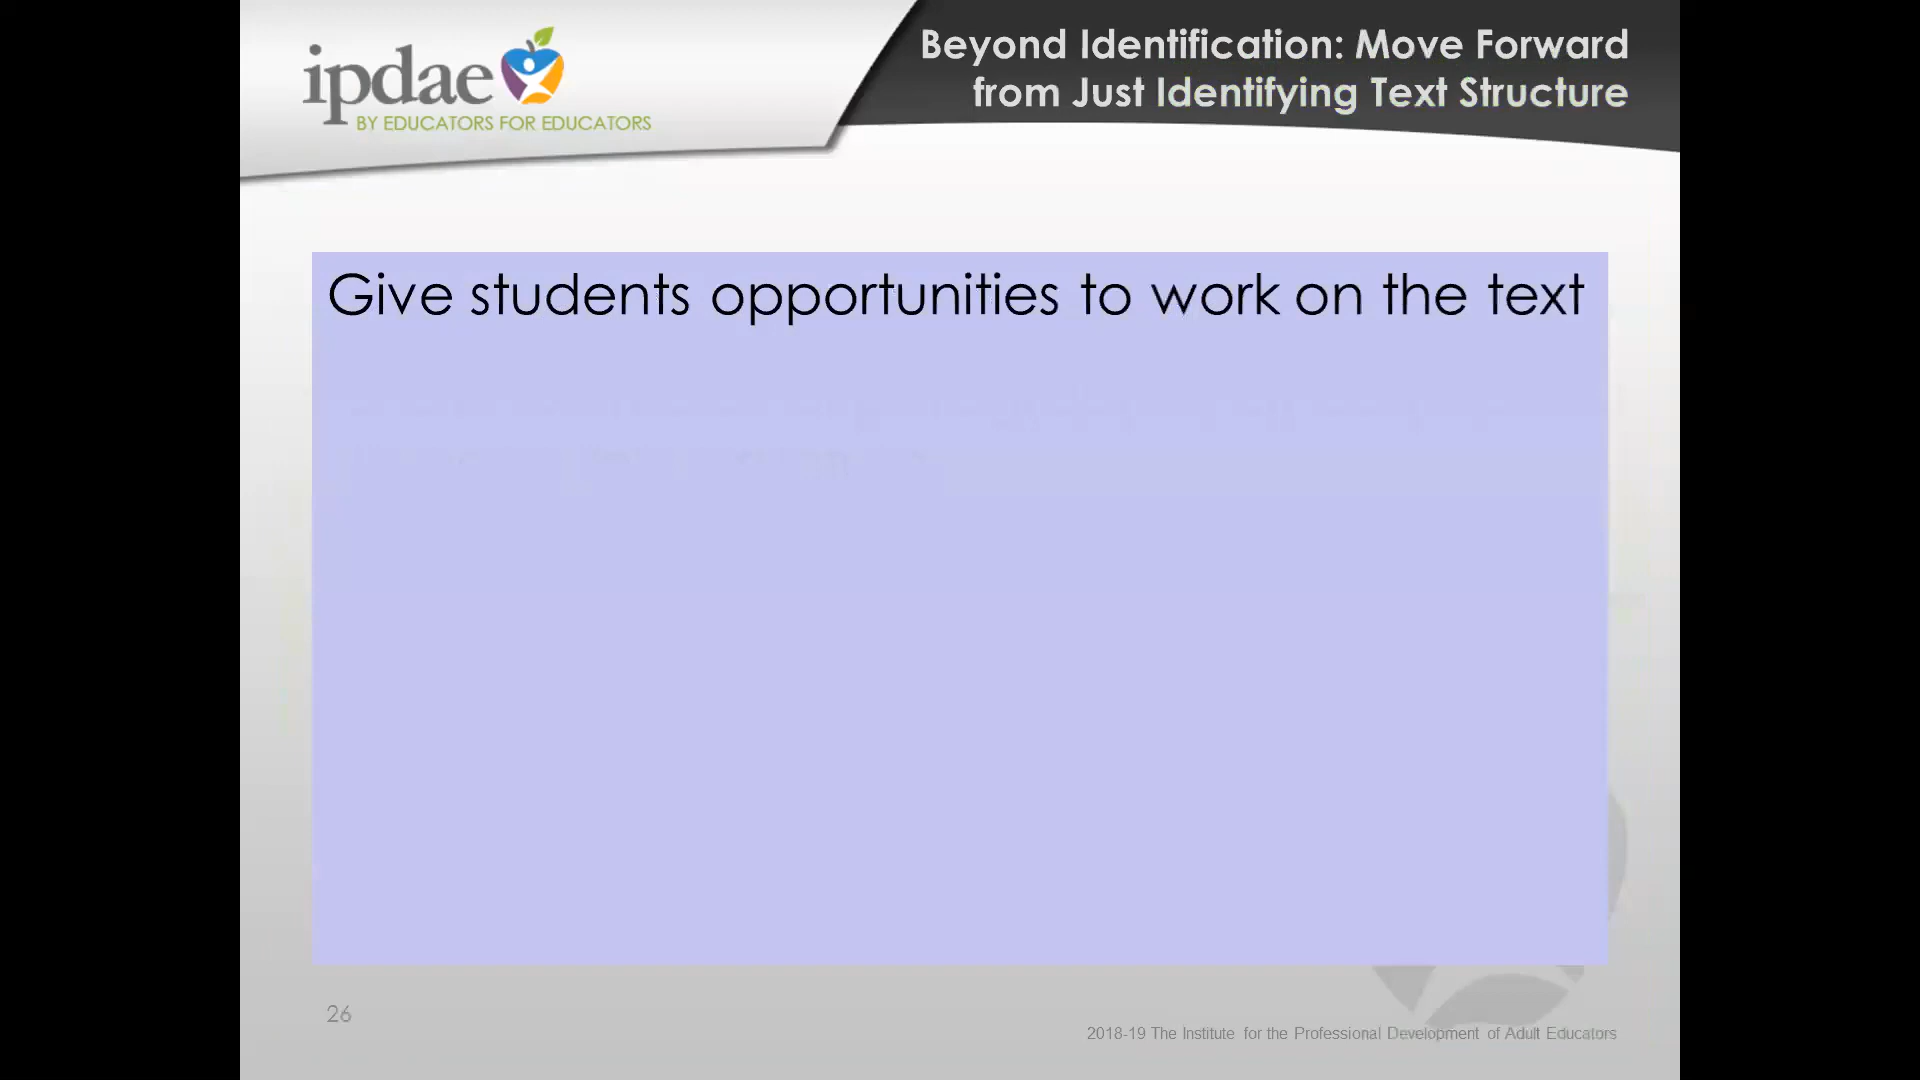 ipdae
BY EDUCATORS FOR EDUCATORS
Beyond Identification: Move Forward
from Just Identifying Text Structure
Give students opportunities to work on the text
26
2018-19 The Institute for the Professional Development of Adult Educators